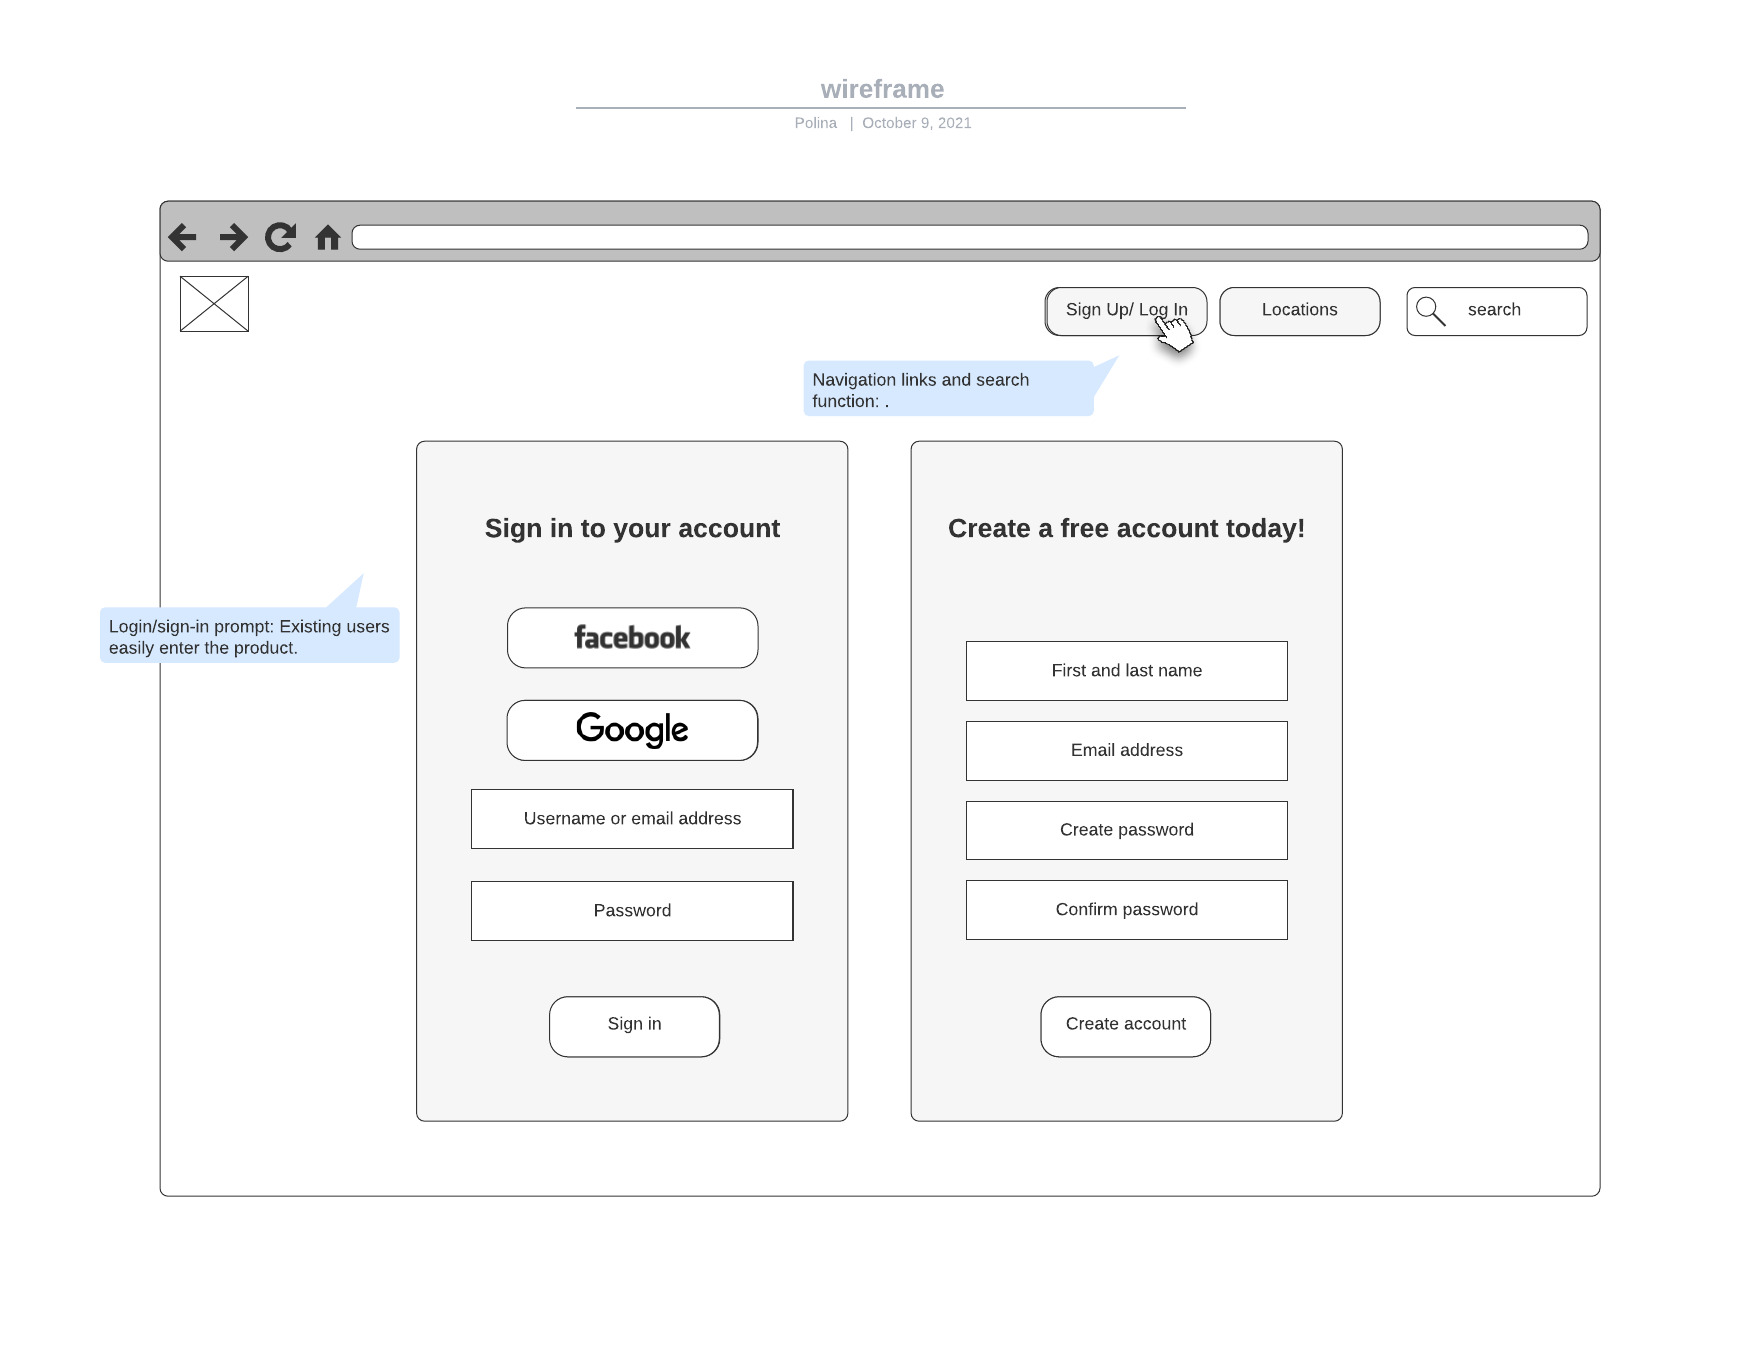 wireframe
Polina | October 9, 2021
Sign Up/ Log In
Locations
search
Navigation links and search
function: .
Sign in to your account
facebook
Google
Username or email address
Password
Sign in
Login/sign-in prompt: Existing users
easily enter the product.
Create a free account today!
First and last name
Email address
Create password
Confirm password
Create account